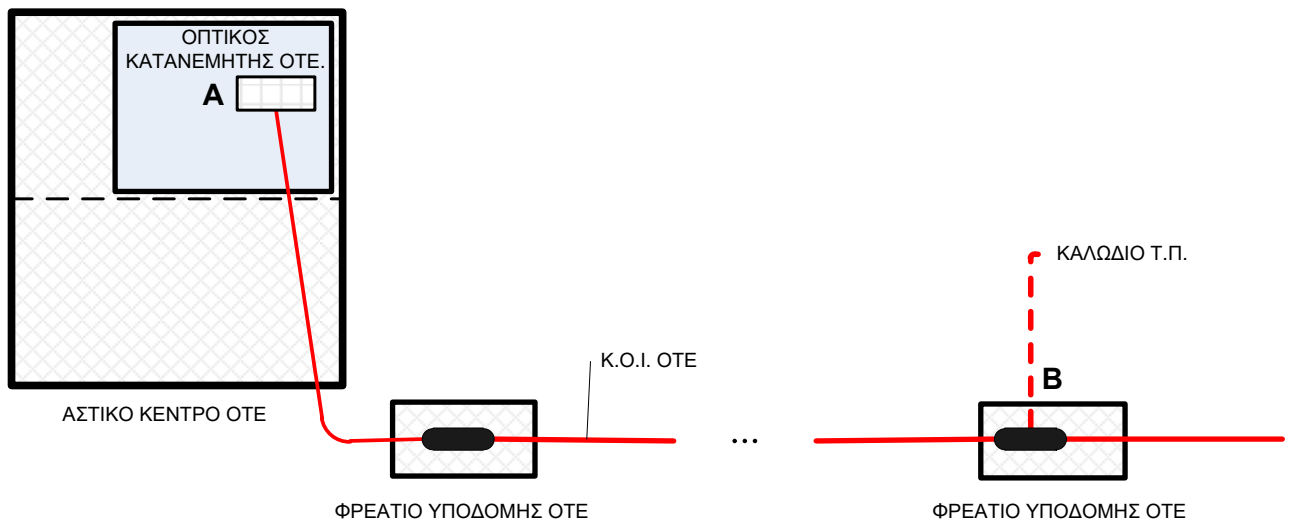 ΟΠΤΙΚΟΣ
ΚΑΤΑΝΕΜΗΤΗΣ ΟΤΕ.
Α
ΚΑΛΩΔΙΟ Τ.Π.
Κ.Ο.Ι. ΟΤΕ
Β
ΑΣΤΙΚΟ ΚΕΝΤΡΟ ΟΤΕ
...
ΦΡΕΑΤΙΟ ΥΠΟΔΟΜΗΣ ΟΤΕ
ΦΡΕΑΤΙΟ ΥΠΟΔΟΜΗΣ ΟΤΕ